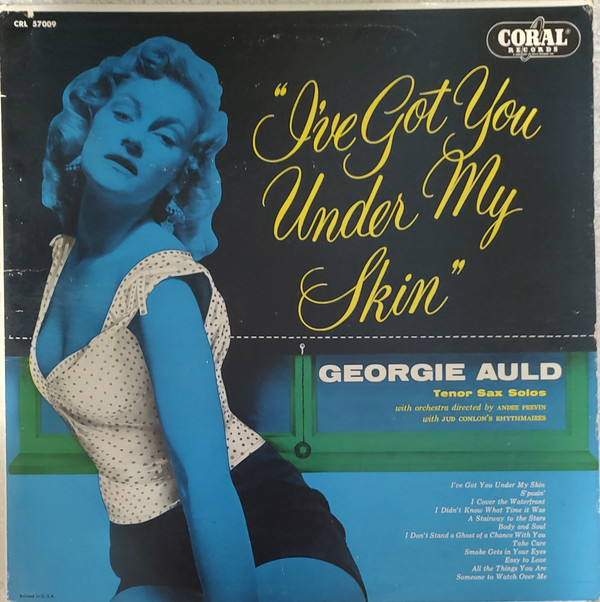 CRL 57009
CORAL®
RECORDS
"I've Got You
Under My
Skin"
GEORGIE AULD
Tenor Sax Solos
with orchestra directed by ANDRE PREVIN
with JUD CONLON'S RHYTHMAIRES
I've Got You Under My Skin
S'posin'
I Cover the Waterfront
I Didn't Know What Time it Was
A Stairway to the Stars
Body and Soul
I Don't Stand a Ghost of a Chance With You
Take Care
Smoke Gets in Your Eyes
Easy to Love
All the Things You Are
Someone to Watch Over Me
Printed in U. S. A.